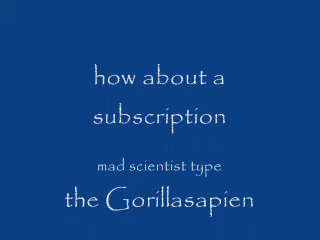 how about a
subscription
mad scientist type
the Gorillasapien